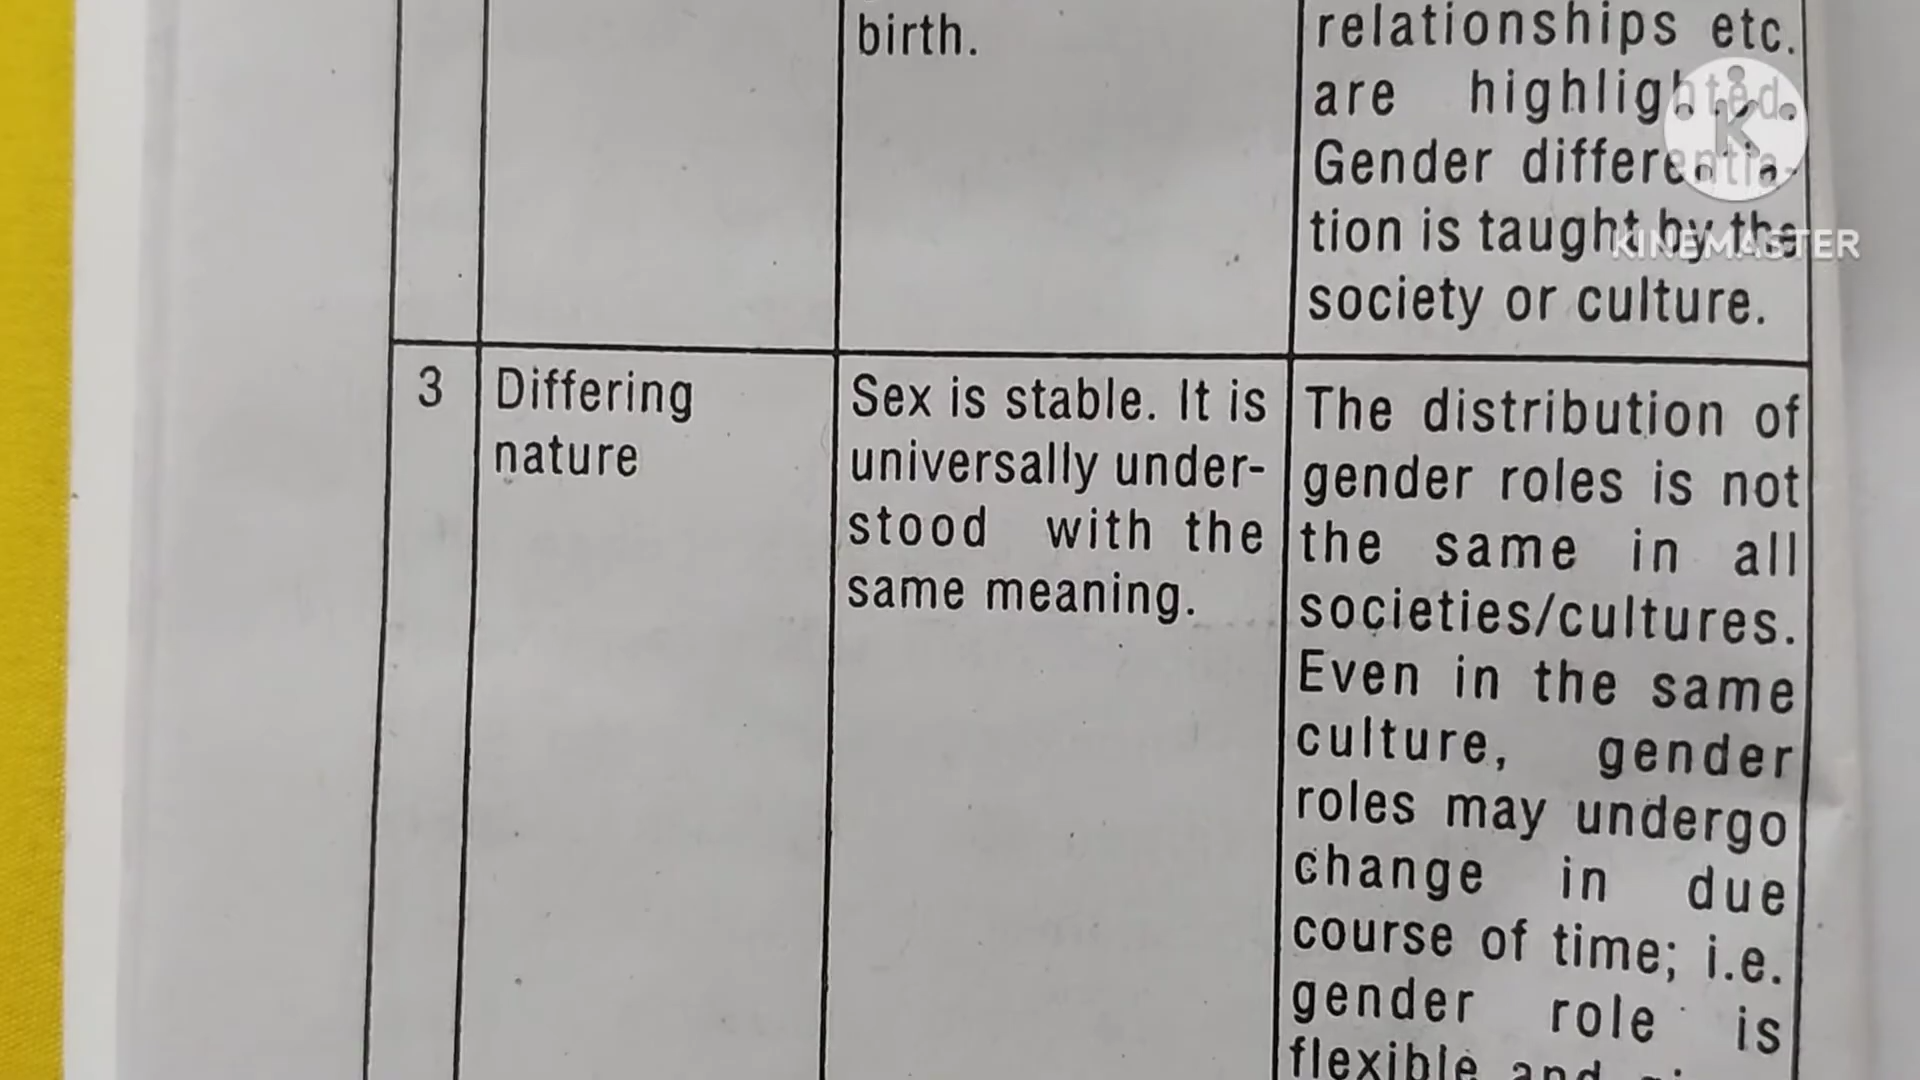 birth.
relationships etc.
are highlighted.
Gender differentia-
tion is taught by the
society or culture.
KINEMASTER
3
Differing
nature
Sex is stable. It is
universally under-
stood with the
same meaning.
The distribution of
gender roles is not
the same in all
societies/cultures.
Even in the same
culture, gender
roles may undergo
change in due
course of time; i.e.
gender role is
flexible and